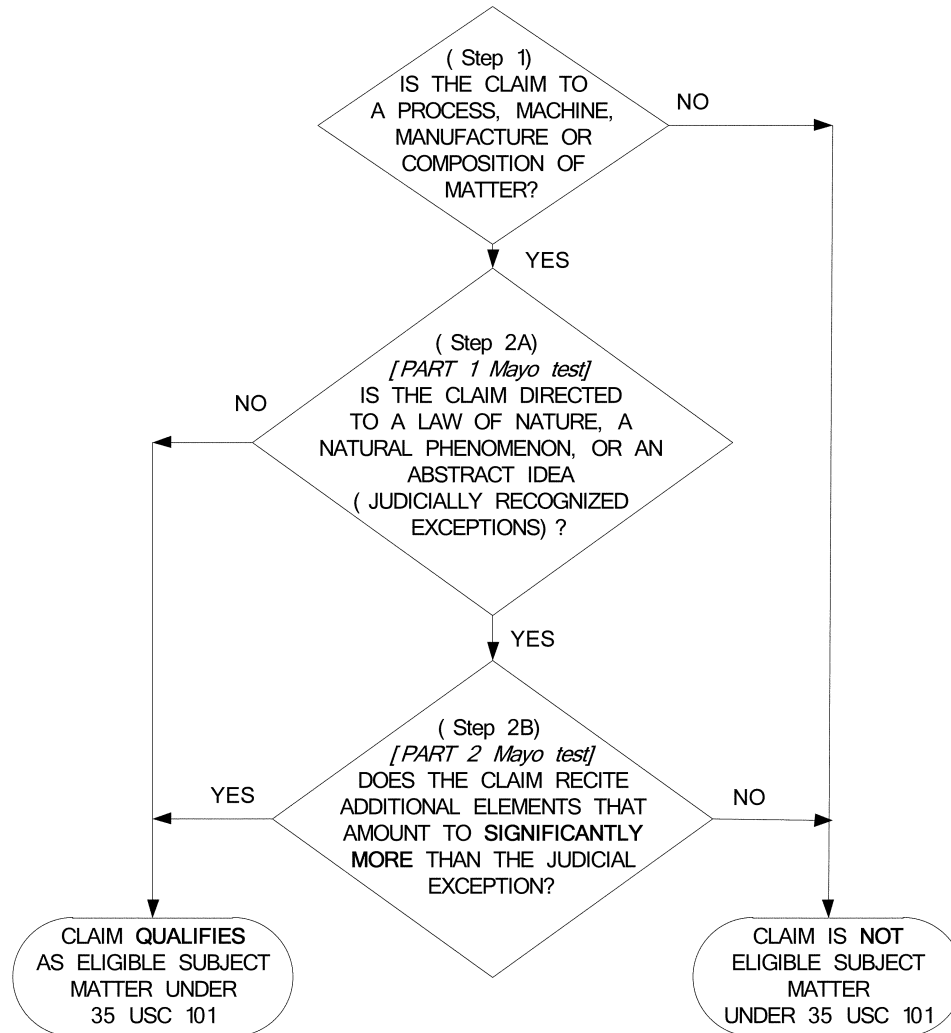 ( Step 1)
IS THE CLAIM TO
A PROCESS, MACHINE,
MANUFACTURE OR
COMPOSITION OF
MATTER?
NO
YES
( Step 2A)
[PART 1 Mayo test]
IS THE CLAIM DIRECTED
TO A LAW OF NATURE, A
NATURAL PHENOMENON, OR AN
ABSTRACT IDEA
( JUDICIALLY RECOGNIZED
EXCEPTIONS) ?
NO
YES
( Step 2B)
[PART 2 Mayo test]
DOES THE CLAIM RECITE
ADDITIONAL ELEMENTS THAT
AMOUNT TO SIGNIFICANTLY
MORE THAN THE JUDICIAL
EXCEPTION?
YES
NO
CLAIM QUALIFIES
AS ELIGIBLE SUBJECT
MATTER UNDER
35 USC 101
CLAIM IS NOT
ELIGIBLE SUBJECT
MATTER
UNDER 35 USC 101